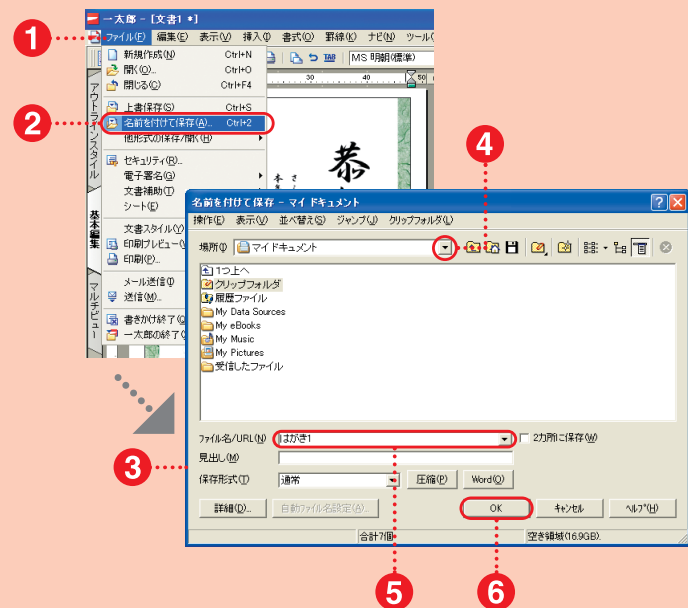 一太郎 - [文書1 *]
ファイル(F) 編集(E) 表示(V) 挿入(I) 書式(O) 罫線(K) ナビ(N) ツール(
MS 明朝(標準)
1
新規作成(N) Ctrl+N
開く(O)... Ctrl+O
閉じる(C) Ctrl+F4
上書保存(S) Ctrl+S
2
名前を付けて保存(A)... Ctrl+2
他形式の保存/開く(H)
セキュリティ(R)...
電子署名(G)
文書補助(T)
シート(E)
文書スタイル(Y)
印刷プレビュー(
印刷(P)...
メール送信(I)
送信(M)...
書きかけ終了(Q
一太郎の終了(
アウトラインスタイル
基本編集
マルチビュー
30 40 50
恭
4
名前を付けて保存 - マイ ドキュメント
操作(E) 表示(V) 並べ替え(S) ジャンプ(J) クリップフォルダ(L)
場所(I) マイドキュメント
1つ上へ
クリップフォルダ
履歴ファイル
My Data Sources
My eBooks
My Music
My Pictures
受信したファイル
ファイル名/URL(N) はがき1 2カ所に保存(W)
見出し(M)
3
保存形式(T) 通常 圧縮(P) Word(O)
詳細(D)... 自動ファイル名設定(A)... OK キャンセル ヘルプ(H)
合計7個 空き領域(16.9GB).
5
6